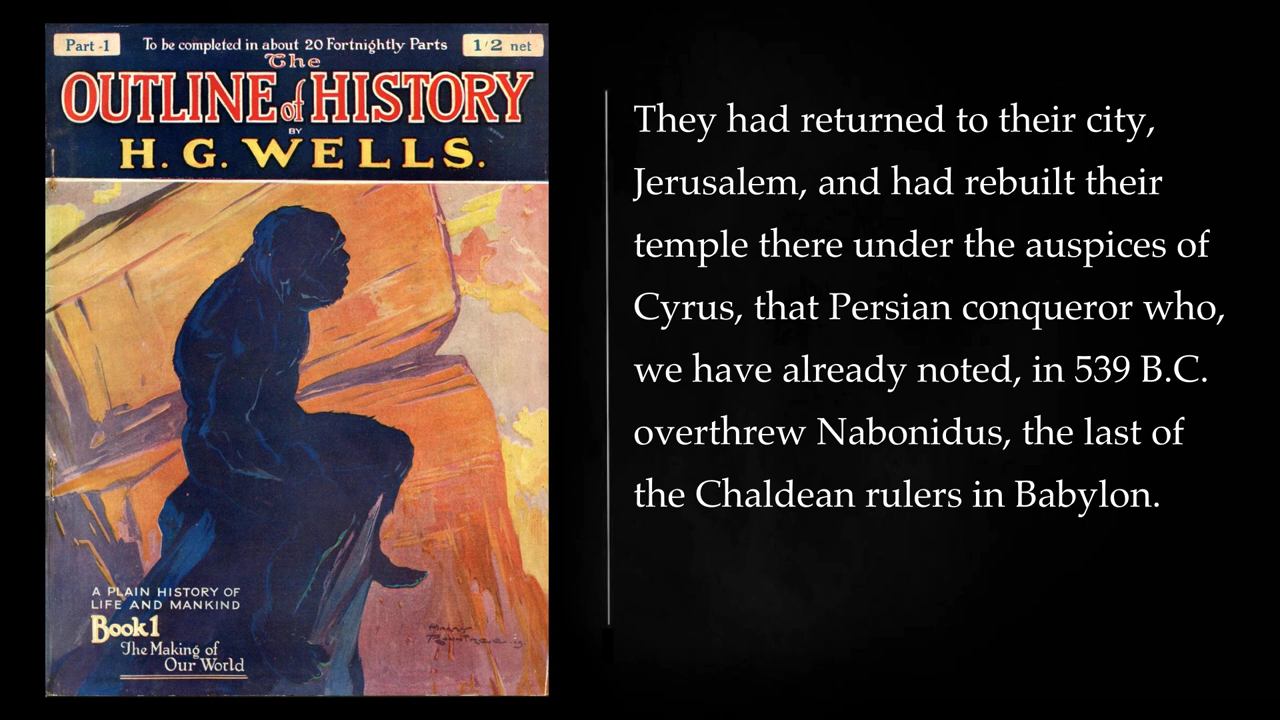 Part -1
To be completed in about 20 Fortnightly Parts
1/2 net
The
OUTLINE of HISTORY
BY
H. G. WELLS.
A PLAIN HISTORY OF
LIFE AND MANKIND
Book 1
The Making of
Our World
They had returned to their city,
Jerusalem, and had rebuilt their
temple there under the auspices of
Cyrus, that Persian conqueror who,
we have already noted, in 539 B.C.
overthrew Nabonidus, the last of
the Chaldean rulers in Babylon.